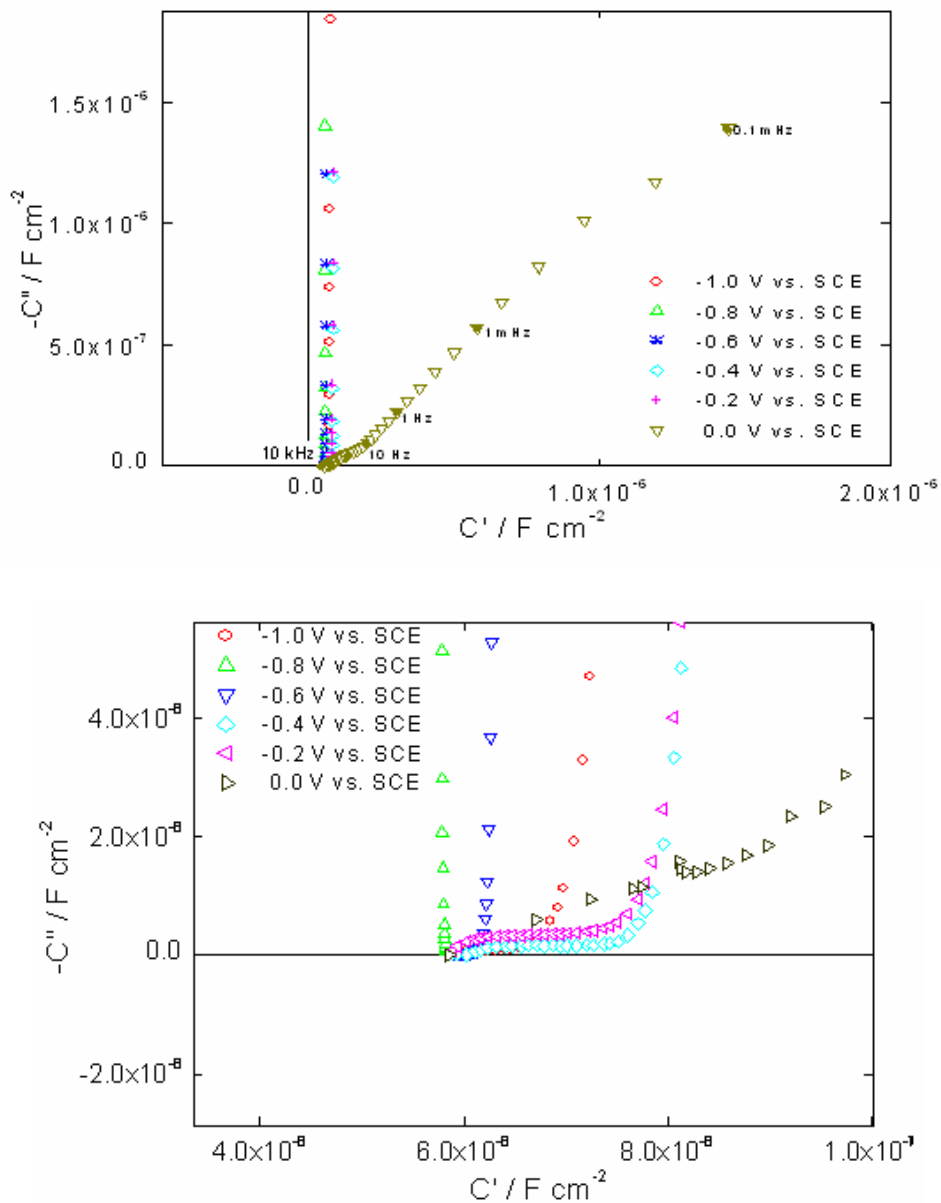 1.5x10⁻⁶
1.0x10⁻⁶
5.0x10⁻⁷
0.0
-C" / F cm⁻²
0.1 mHz
1 mHz
1 Hz
10 Hz
10 kHz
-1.0 V vs. SCE
-0.8 V vs. SCE
-0.6 V vs. SCE
-0.4 V vs. SCE
-0.2 V vs. SCE
0.0 V vs. SCE
0.0 1.0x10⁻⁶ 2.0x10⁻⁶
C' / F cm⁻²
-1.0 V vs. SCE
-0.8 V vs. SCE
-0.6 V vs. SCE
-0.4 V vs. SCE
-0.2 V vs. SCE
0.0 V vs. SCE
4.0x10⁻⁸
2.0x10⁻⁸
0.0
-2.0x10⁻⁸
-C" / F cm⁻²
4.0x10⁻⁸ 6.0x10⁻⁸ 8.0x10⁻⁸ 1.0x10⁻⁷
C' / F cm⁻²